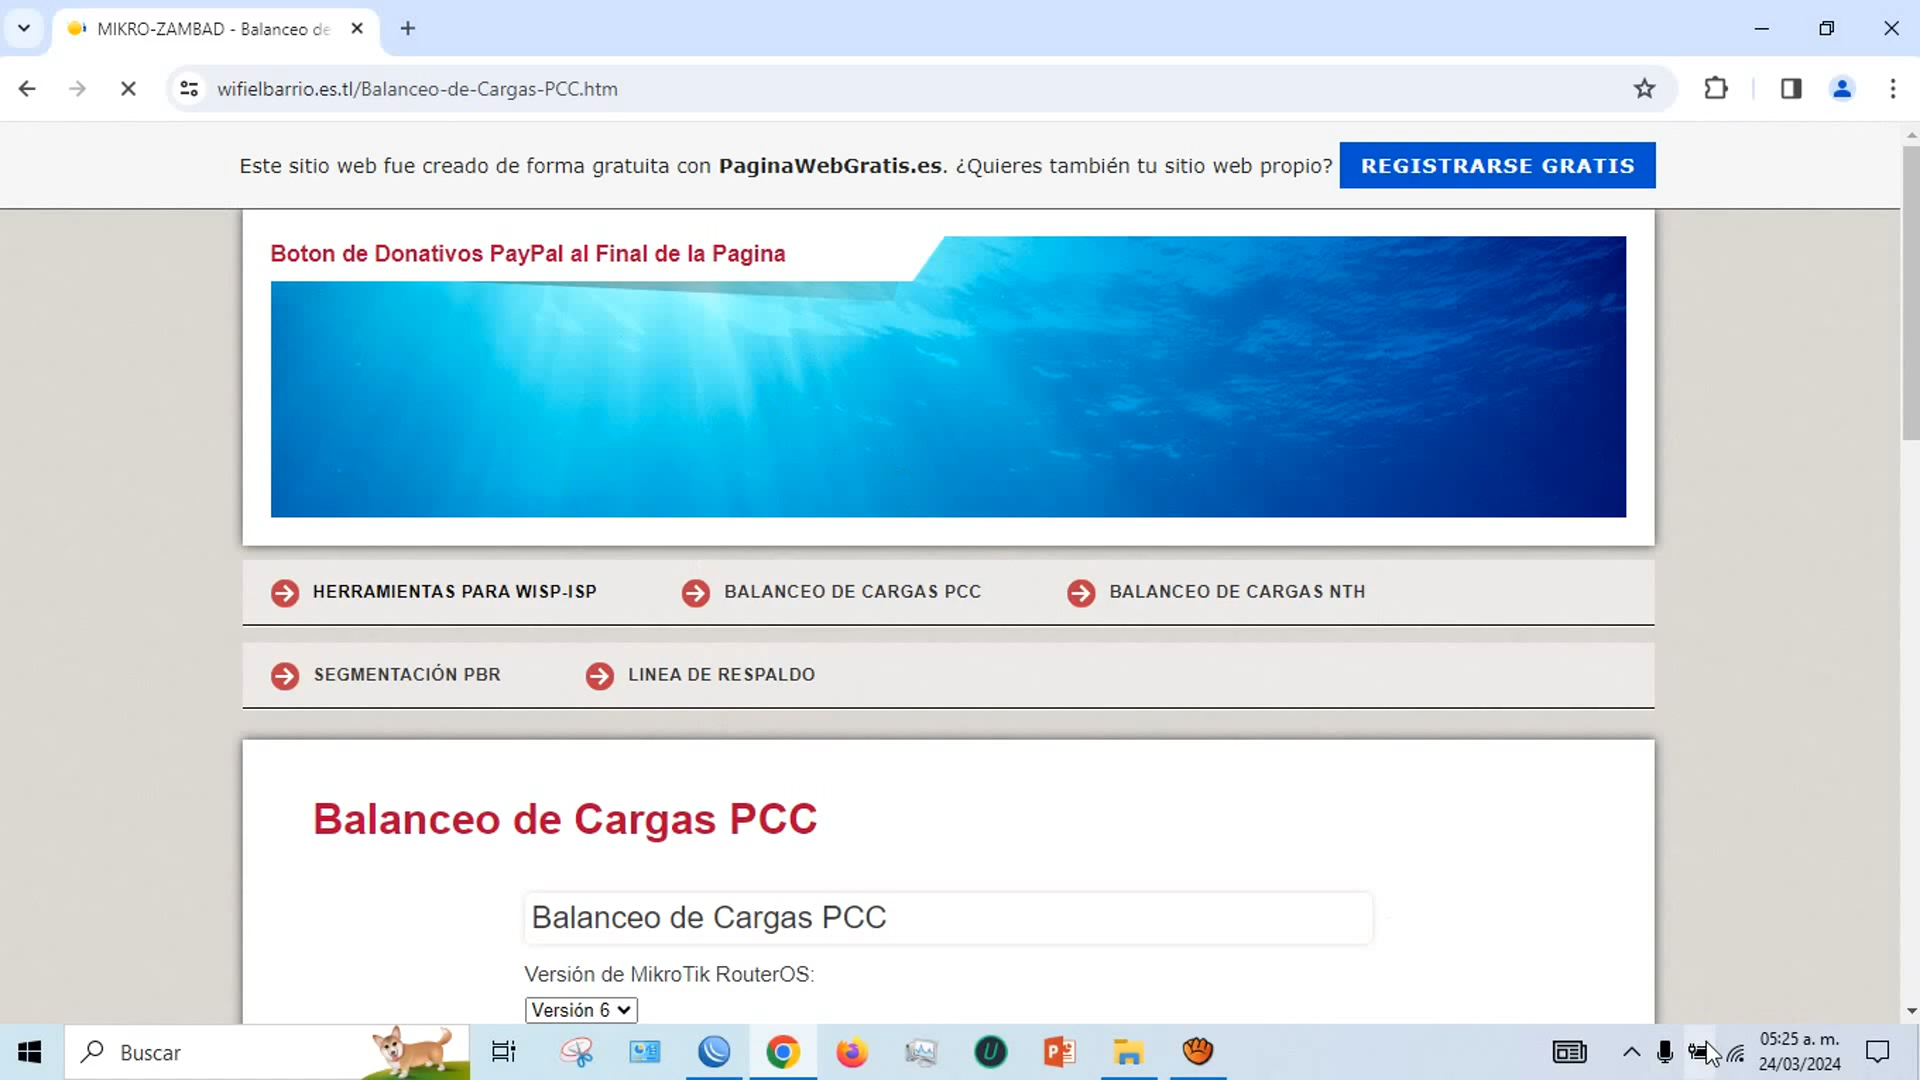 MIKRO-ZAMBAD - Balanceo de
wifielbarrio.es.tl/Balanceo-de-Cargas-PCC.htm
Este sitio web fue creado de forma gratuita con PaginaWebGratis.es. ¿Quieres también tu sitio web propio? REGISTRARSE GRATIS
Boton de Donativos PayPal al Final de la Pagina
HERRAMIENTAS PARA WISP-ISP BALANCEO DE CARGAS PCC BALANCEO DE CARGAS NTH
SEGMENTACIÓN PBR LINEA DE RESPALDO
Balanceo de Cargas PCC
Balanceo de Cargas PCC
Versión de MikroTik RouterOS:
Versión 6
Buscar
05:25 a. m.
24/03/2024